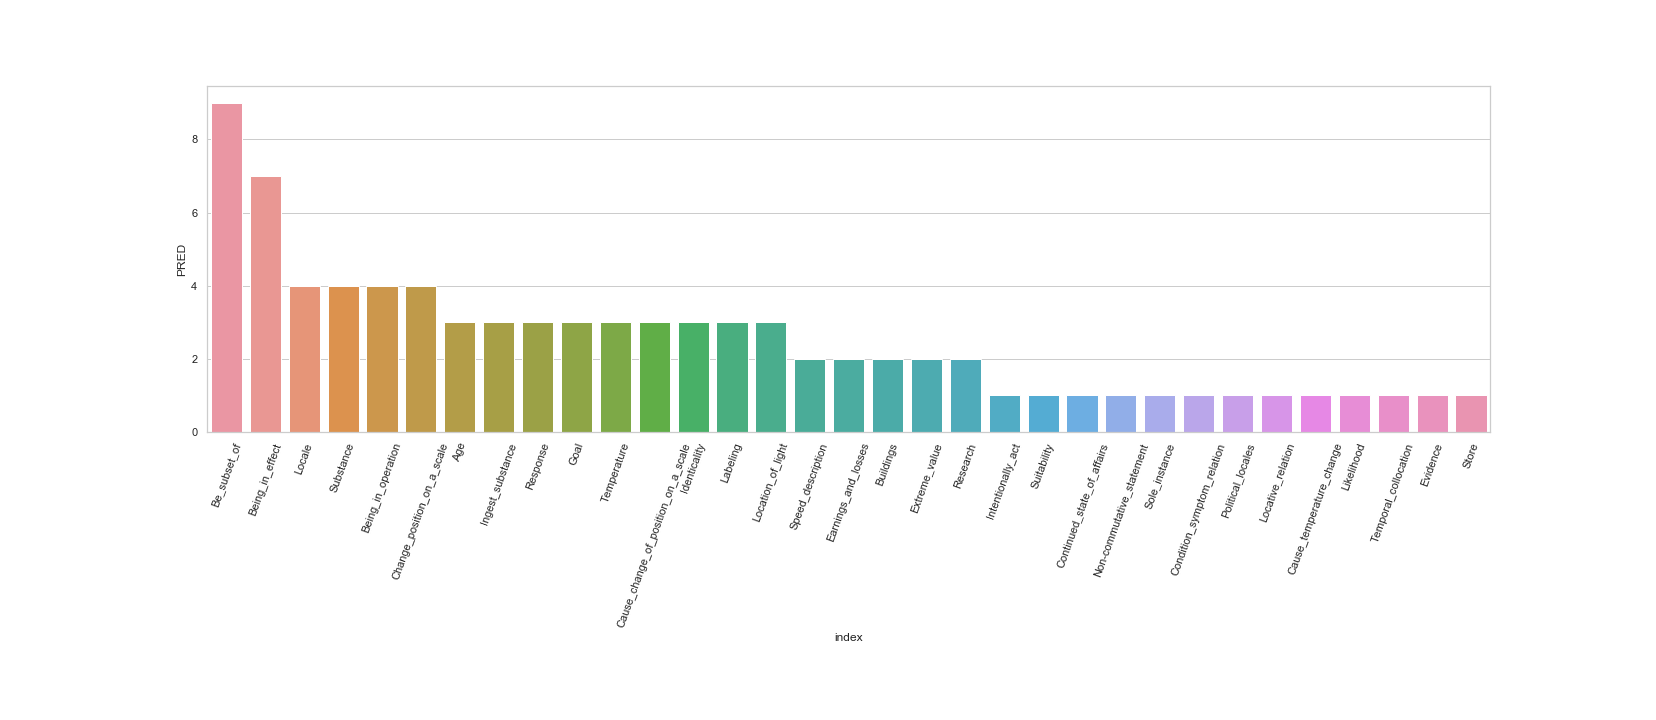 8
6
4
2
0
PRED
Be_subset_of
Being_in_effect
Locale
Substance
Being_in_operation
Change_position_on_a_scale
Age
Ingest_substance
Response
Goal
Temperature
Cause_change_of_position_on_a_scale
Identicality
Labeling
Location_of_light
Speed_description
Earnings_and_losses
Buildings
Extreme_value
Research
Intentionally_act
Suitability
Continued_state_of_affairs
Non-commutative_statement
Sole_instance
Condition_symptom_relation
Political_locales
Locative_relation
Cause_temperature_change
Likelihood
Temporal_collocation
Evidence
Store
index